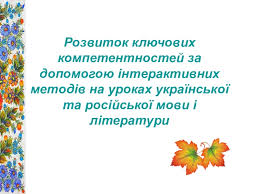 Розвиток ключових
компетентностей за
допомогою інтерактивних
методів на уроках української
та російської мови і
літератури